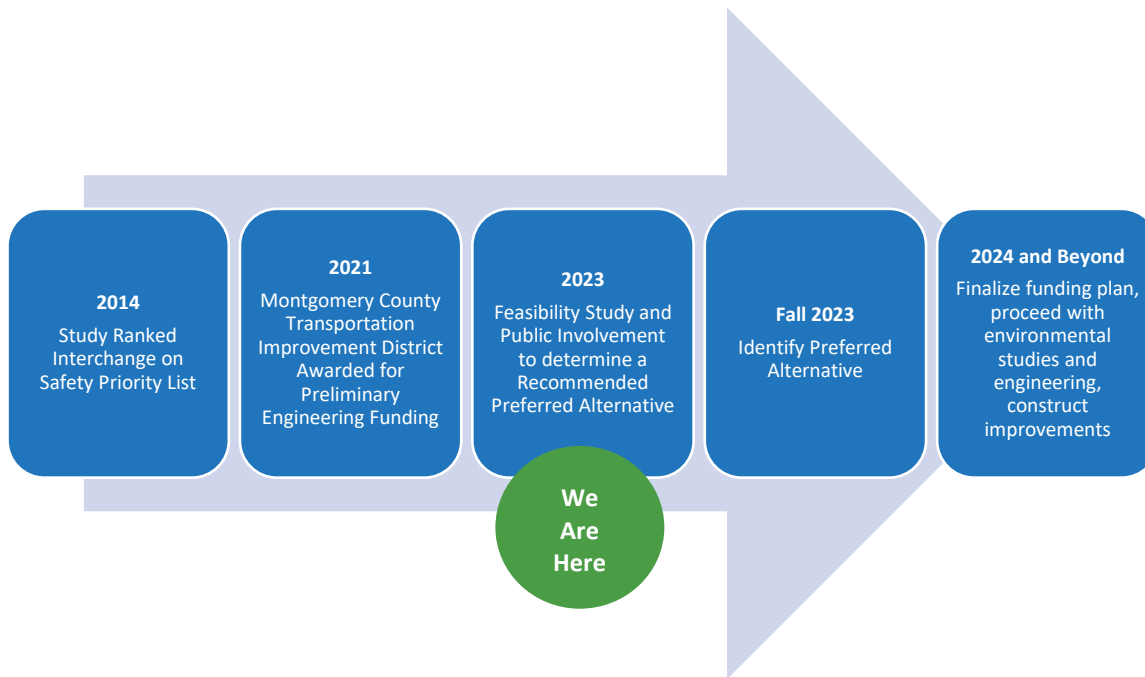 2014
Study Ranked
Interchange on
Safety Priority List
2021
Montgomery County
Transportation
Improvement District
Awarded for
Preliminary
Engineering Funding
2023
Feasibility Study and
Public Involvement
to determine a
Recommended
Preferred Alternative
We
Are
Here
Fall 2023
Identify Preferred
Alternative
2024 and Beyond
Finalize funding plan,
proceed with
environmental
studies and
engineering,
construct
improvements